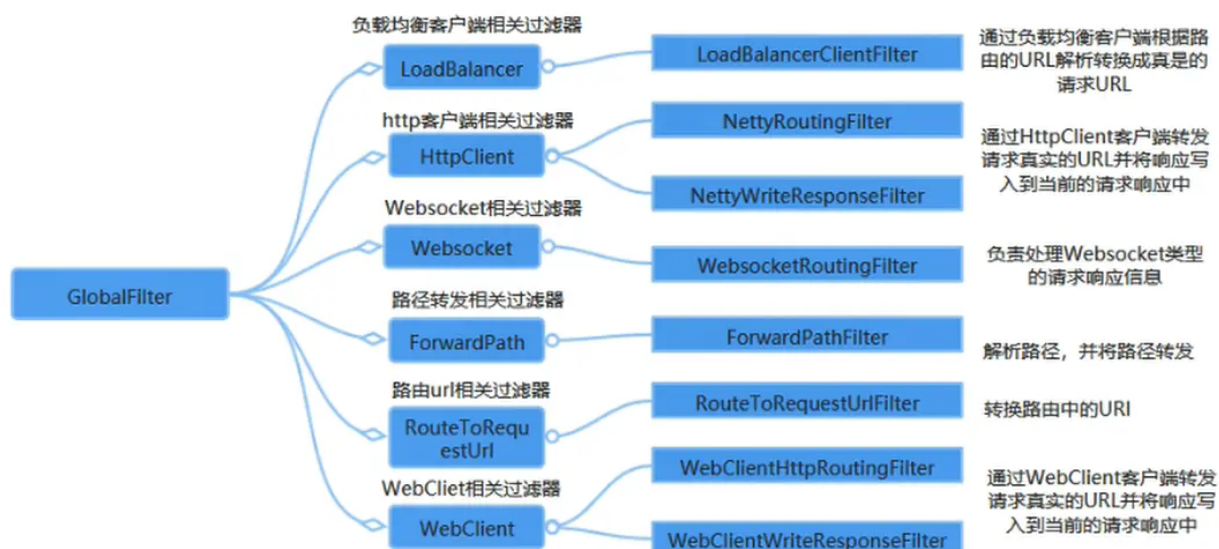 负载均衡客户端相关过滤器
LoadBalancer
LoadBalancerClientFilter
通过负载均衡客户端根据路
由的URL解析转换成真是的
请求URL
http客户端相关过滤器
HttpClient
NettyRoutingFilter
NettyWriteResponseFilter
通过HttpClient客户端转发
请求真实的URL并将响应写
入到当前的请求响应中
Websocket相关过滤器
Websocket
WebsocketRoutingFilter
负责处理Websocket类型
的请求响应信息
GlobalFilter
路径转发相关过滤器
ForwardPath
ForwardPathFilter
解析路径，并将路径转发
路由url相关过滤器
RouteToRequ
estUrl
RouteToRequestUrlFilter
转换路由中的URI
WebCliet相关过滤器
WebClient
WebClientHttpRoutingFilter
WebClientWriteResponseFilter
通过WebClient客户端转发
请求真实的URL并将响应写
入到当前的请求响应中